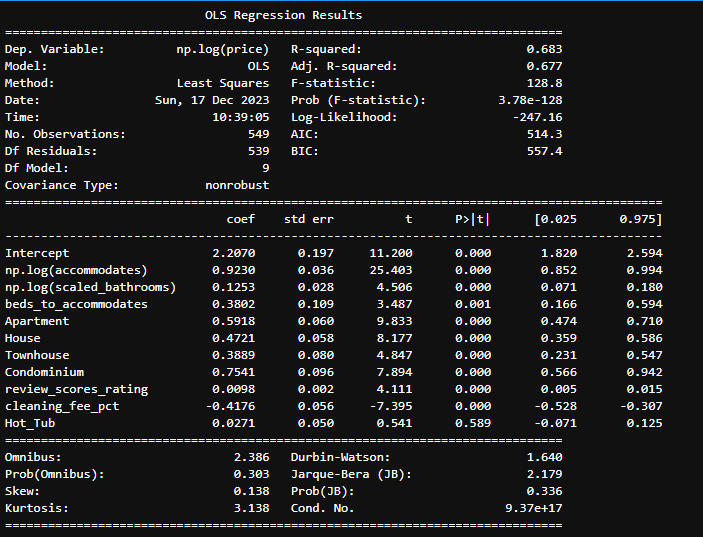 OLS Regression Results
==============================================================================
Dep. Variable:          np.log(price)   R-squared:                       0.683
Model:                            OLS   Adj. R-squared:                  0.677
Method:                 Least Squares   F-statistic:                     128.8
Date:                Sun, 17 Dec 2023   Prob (F-statistic):          3.78e-128
Time:                        10:39:05   Log-Likelihood:                -247.16
No. Observations:                 549   AIC:                             514.3
Df Residuals:                     539   BIC:                             557.4
Df Model:                           9
Covariance Type:            nonrobust
===========================================================================================
                              coef    std err          t      P>|t|      [0.025      0.975]
-------------------------------------------------------------------------------------------
Intercept                   2.2070      0.197     11.200      0.000       1.820       2.594
np.log(accommodates)        0.9230      0.036     25.403      0.000       0.852       0.994
np.log(scaled_bathrooms)    0.1253      0.028      4.506      0.000       0.071       0.180
beds_to_accommodates        0.3802      0.109      3.487      0.001       0.166       0.594
Apartment                   0.5918      0.060      9.833      0.000       0.474       0.710
House                       0.4721      0.058      8.177      0.000       0.359       0.586
Townhouse                   0.3889      0.080      4.847      0.000       0.231       0.547
Condominium                 0.7541      0.096      7.894      0.000       0.566       0.942
review_scores_rating        0.0098      0.002      4.111      0.000       0.005       0.015
cleaning_fee_pct           -0.4176      0.056     -7.395      0.000      -0.528      -0.307
Hot_Tub                     0.0271      0.050      0.541      0.589      -0.071       0.125
==============================================================================
Omnibus:                        2.386   Durbin-Watson:                   1.640
Prob(Omnibus):                  0.303   Jarque-Bera (JB):                2.179
Skew:                           0.138   Prob(JB):                        0.336
Kurtosis:                       3.138   Cond. No.                     9.37e+17
==============================================================================